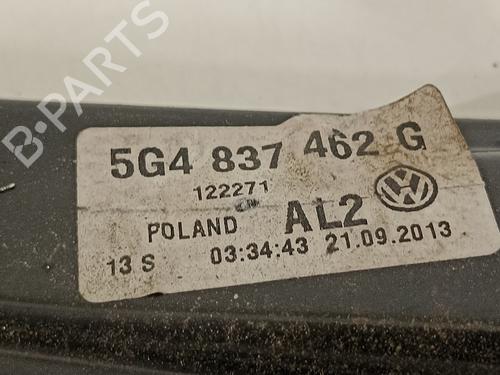 B-PARTS
5G4 837 462 G
122271
POLAND AL2
13 S 03:34:43 21.09.2013